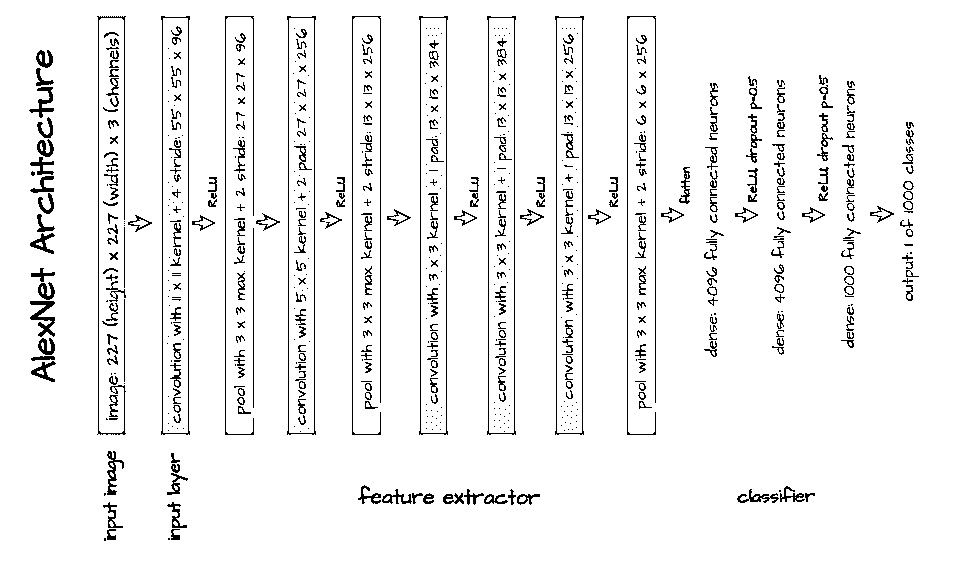 AlexNet Architecture
input image
image: 227 (height) x 227 (width) x 3 (channels)
input layer
convolution with 11 x 11 kernel + 4 stride: 55 x 55 x 96
ReLU
pool with 3 x 3 max kernel + 2 stride: 27 x 27 x 96
convolution with 5 x 5 kernel + 2 pad: 27 x 27 x 256
ReLU
pool with 3 x 3 max kernel + 2 stride: 13 x 13 x 256
feature extractor
convolution with 3 x 3 kernel + 1 pad: 13 x 13 x 384
ReLU
convolution with 3 x 3 kernel + 1 pad: 13 x 13 x 384
ReLU
convolution with 3 x 3 kernel + 1 pad: 13 x 13 x 256
ReLU
pool with 3 x 3 max kernel + 2 stride: 6 x 6 x 256
flatten
classifier
dense: 4096 fully connected neurons
ReLU, dropout p=0.5
dense: 4096 fully connected neurons
ReLU, dropout p=0.5
dense: 1000 fully connected neurons
output: 1 of 1000 classes